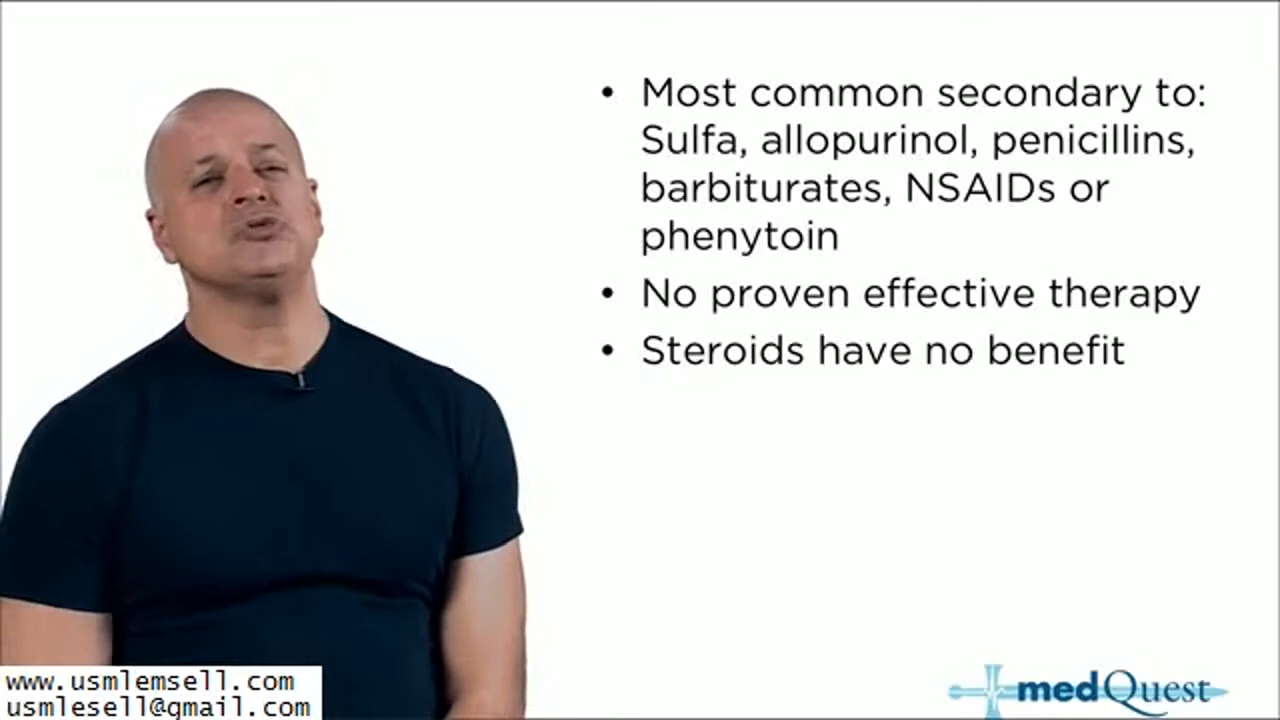 • Most common secondary to:
Sulfa, allopurinol, penicillins,
barbiturates, NSAIDs or
phenytoin
• No proven effective therapy
• Steroids have no benefit
www.usmlemsell.com
usmlesell@gmail.com
medQuest